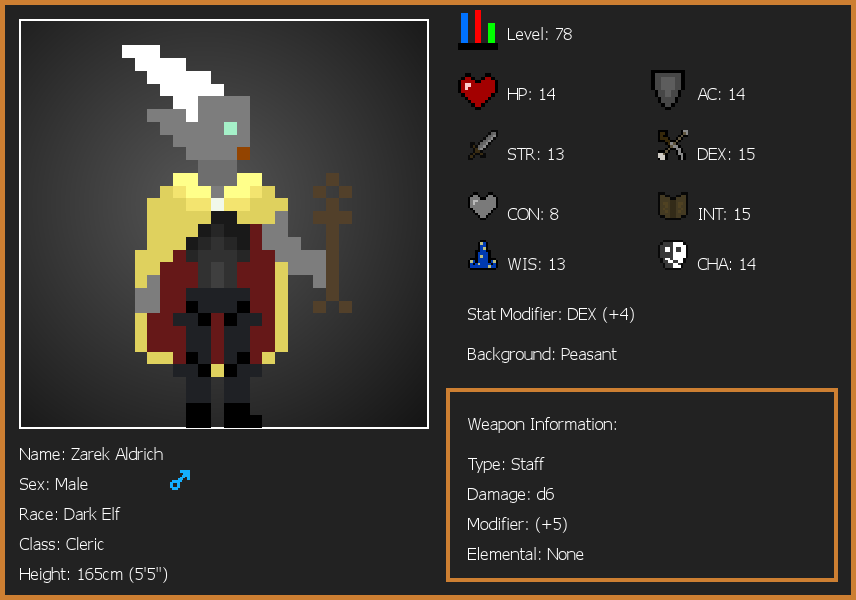 Level: 78
HP: 14
AC: 14
STR: 13
DEX: 15
CON: 8
INT: 15
WIS: 13
CHA: 14
Stat Modifier: DEX (+4)
Background: Peasant
Weapon Information:
Type: Staff
Damage: d6
Modifier: (+5)
Elemental: None
Name: Zarek Aldrich
Sex: Male
Race: Dark Elf
Class: Cleric
Height: 165cm (5'5")